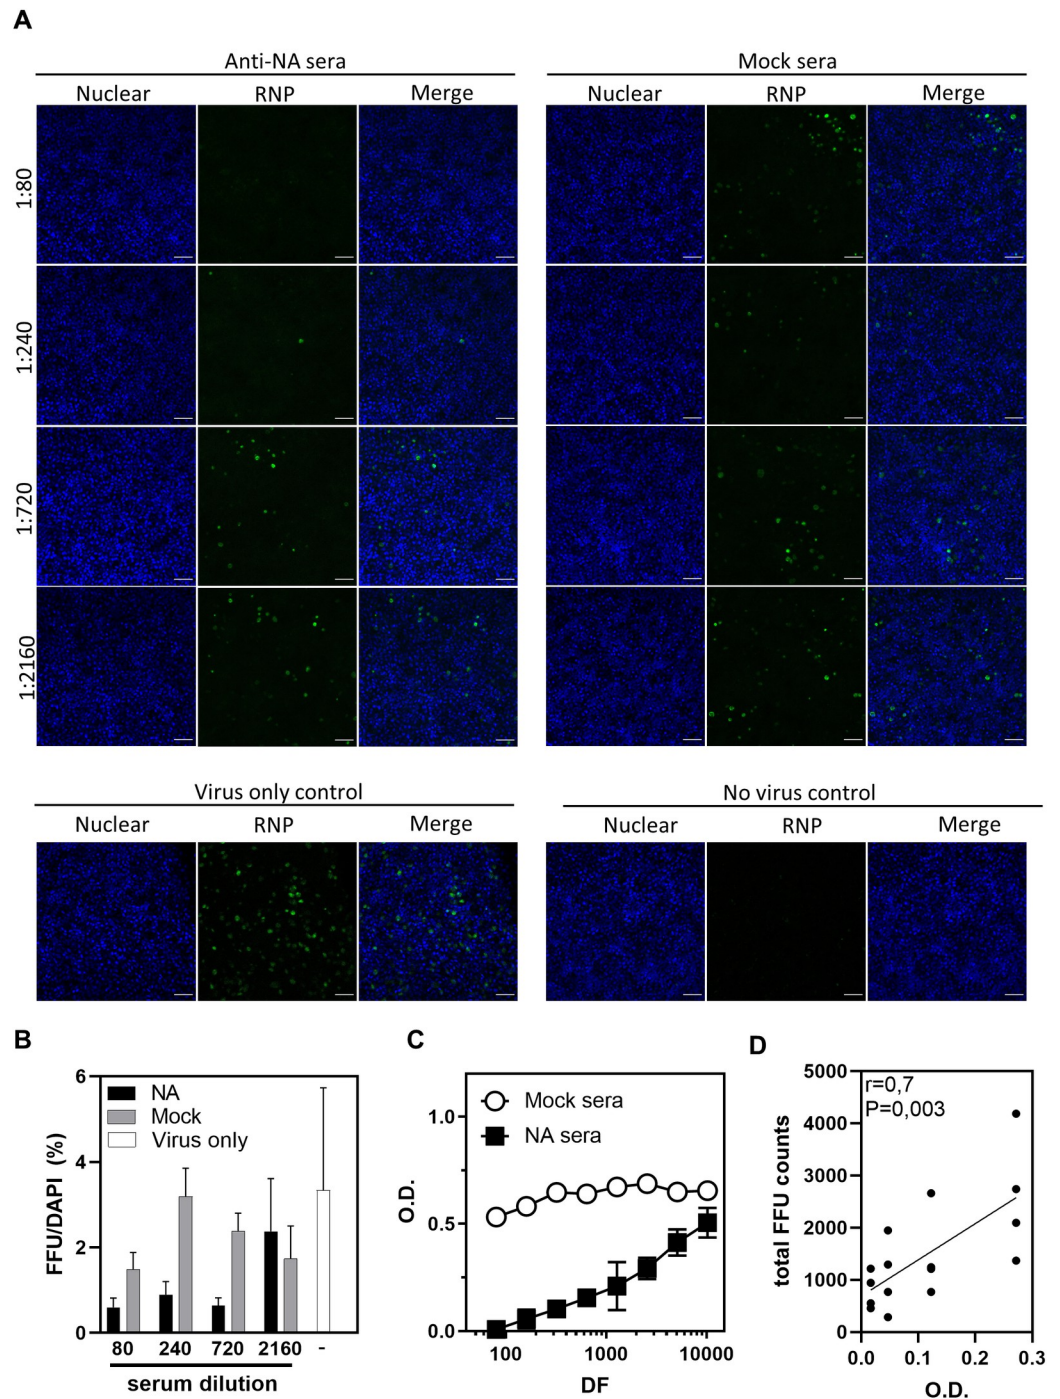 A
Anti-NA sera
Mock sera
Nuclear RNP Merge
Nuclear RNP Merge
1:80
1:240
1:720
1:2160
Virus only control
No virus control
Nuclear RNP Merge
Nuclear RNP Merge
B
6
4
2
0
FFU/DAPI (%)
NA
Mock
Virus only
80 240 720 2160 -
serum dilution
C
1.0
0.5
0.0
O.D.
Mock sera
NA sera
100 1000 10000
DF
D
5000
4000
3000
2000
1000
0
total FFU counts
r=0,7
P=0,003
0.0 0.1 0.2 0.3
O.D.